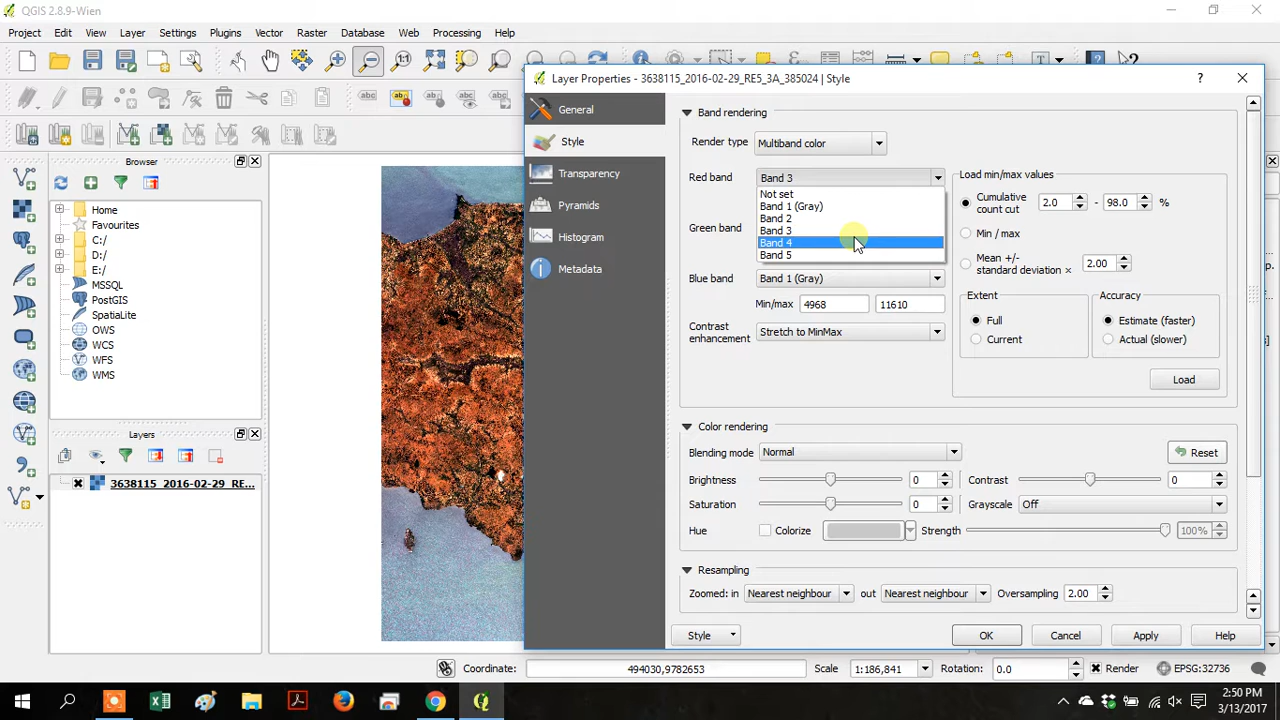 QGIS 2.8.9-Wien
Project Edit View Layer Settings Plugins Vector Raster Database Web Processing Help
Layer Properties - 3638115_2016-02-29_RE5_3A_385024 | Style
General
Style
Transparency
Pyramids
Histogram
Metadata
Band rendering
Render type Multiband color
Red band Band 3
Not set
Band 1 (Gray)
Band 2
Band 3
Band 4
Band 5
Green band
Blue band Band 1 (Gray)
Min/max 4968 11610
Contrast enhancement Stretch to MinMax
Load min/max values
Cumulative count cut 2.0 - 98.0 %
Min / max
Mean +/- standard deviation × 2.00
Extent Accuracy
Full Estimate (faster)
Current Actual (slower)
Load
Color rendering
Blending mode Normal Reset
Brightness 0 Contrast 0
Saturation 0 Grayscale Off
Hue Colorize Strength 100%
Resampling
Zoomed: in Nearest neighbour out Nearest neighbour Oversampling 2.00
Style OK Cancel Apply Help
Browser
Home
Favourites
C:/
D:/
E:/
MSSQL
PostGIS
SpatiaLite
OWS
WCS
WFS
WMS
Layers
3638115_2016-02-29_RE...
Coordinate: 494030,9782653 Scale 1:186,841 Rotation: 0.0 Render EPSG:32736
2:50 PM
3/13/2017